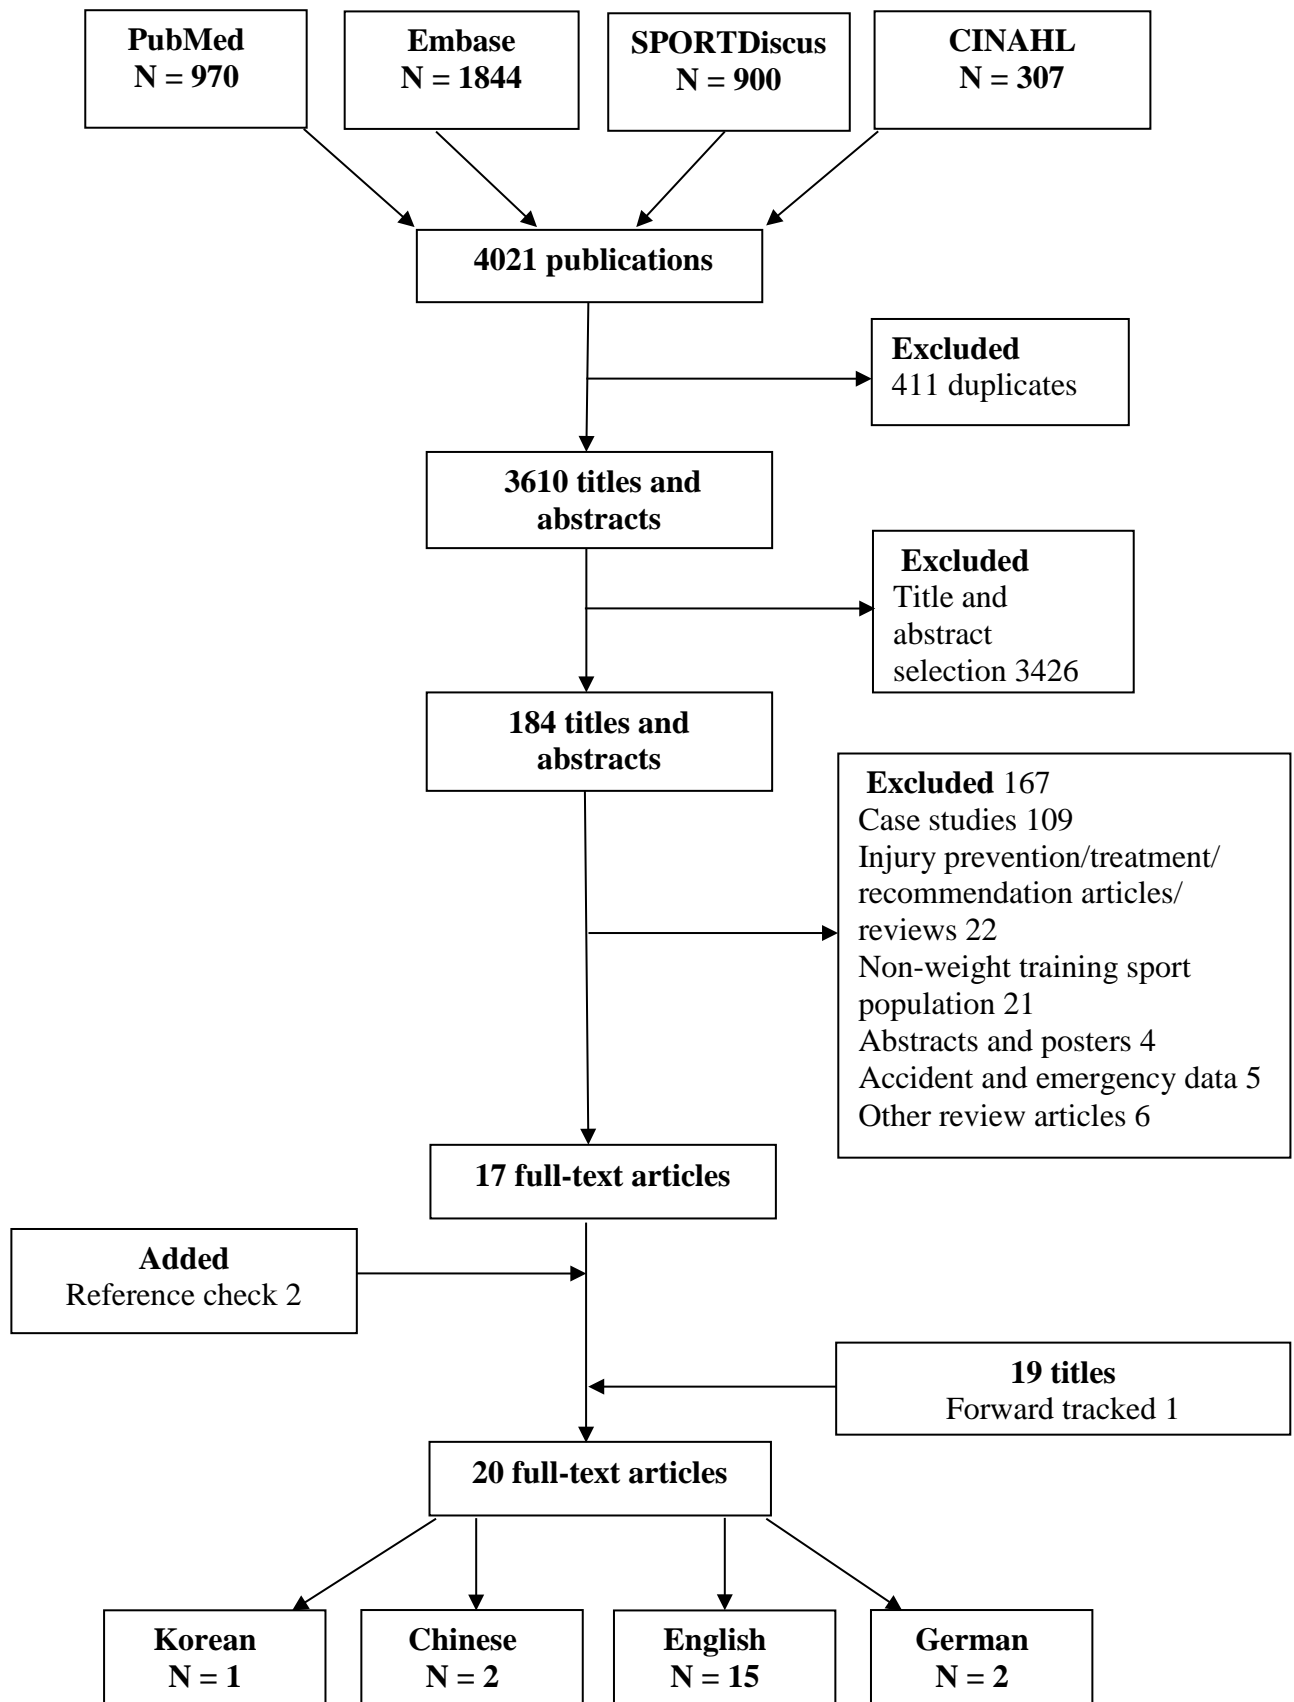 PubMed
N = 970
Embase
N = 1844
SPORTDiscus
N = 900
CINAHL
N = 307
4021 publications
Excluded
411 duplicates
3610 titles and
abstracts
Excluded
Title and
abstract
selection 3426
184 titles and
abstracts
Excluded 167
Case studies 109
Injury prevention/treatment/
recommendation articles/
reviews 22
Non-weight training sport
population 21
Abstracts and posters 4
Accident and emergency data 5
Other review articles 6
17 full-text articles
Added
Reference check 2
19 titles
Forward tracked 1
20 full-text articles
Korean
N = 1
Chinese
N = 2
English
N = 15
German
N = 2